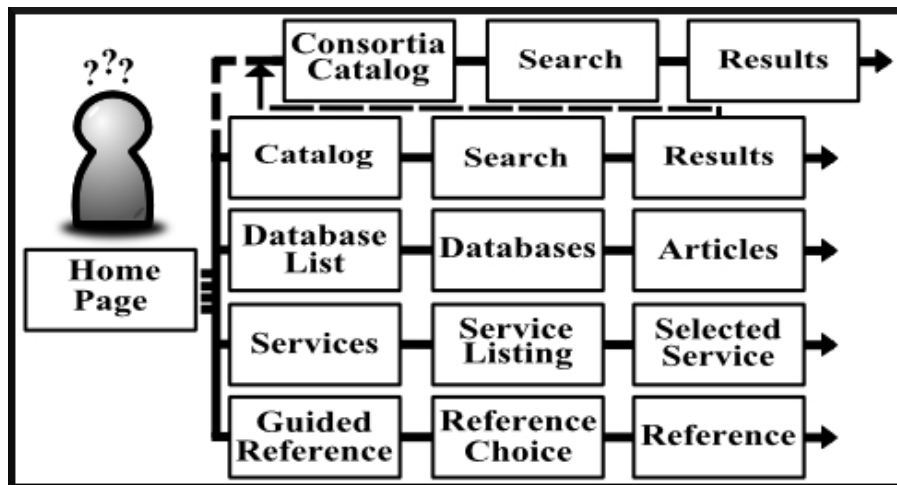 ???
Consortia
Catalog
Search
Results
Catalog
Search
Results
Database
List
Databases
Articles
Home
Page
Services
Service
Listing
Selected
Service
Guided
Reference
Reference
Choice
Reference